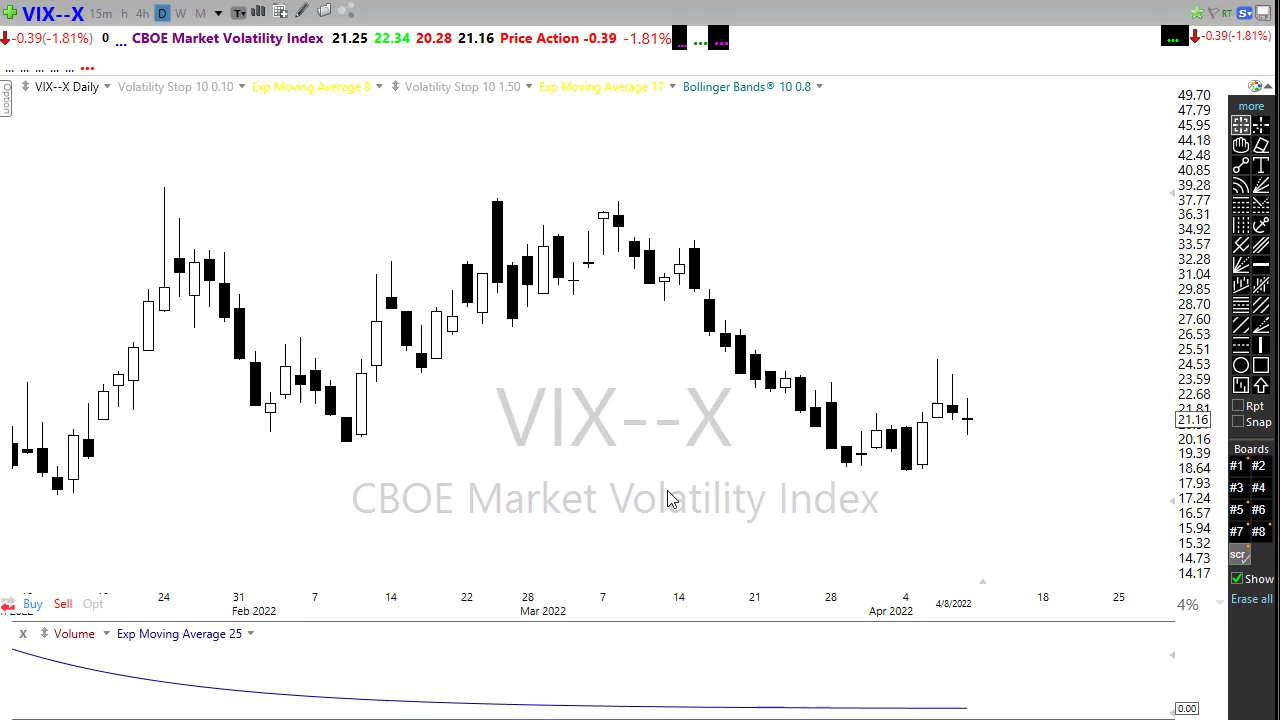 VIX--X 15m h 4h D W M T RT S
-0.39(-1.81%) 0 ... CBOE Market Volatility Index 21.25 22.34 20.28 21.16 Price Action -0.39 -1.81% ... ... ... ... -0.39(-1.81%)
... ... ... ... ... ...
Option
VIX--X Daily Volatility Stop 10 0.10 Exp Moving Average 8 Volatility Stop 10 1.50 Exp Moving Average 17 Bollinger Bands® 10 0.8
49.70
47.79
45.95
44.18
42.48
40.85
39.28
37.77
36.31
34.92
33.57
32.28
31.04
29.85
28.70
27.60
26.53
25.51
24.53
23.59
22.68
21.81
21.16
20.16
19.39
18.64
17.93
17.24
16.57
15.94
15.32
14.73
14.17
more
Rpt
Snap
Boards
#1 #2
#3 #4
#5 #6
#7 #8
scr
Show
Erase all
VIX--X
CBOE Market Volatility Index
24 31 7 14 22 28 7 14 21 28 4 18 25
Feb 2022 Mar 2022 Apr 2022 4/8/2022
Buy Sell Opt
4%
X Volume Exp Moving Average 25
0.00